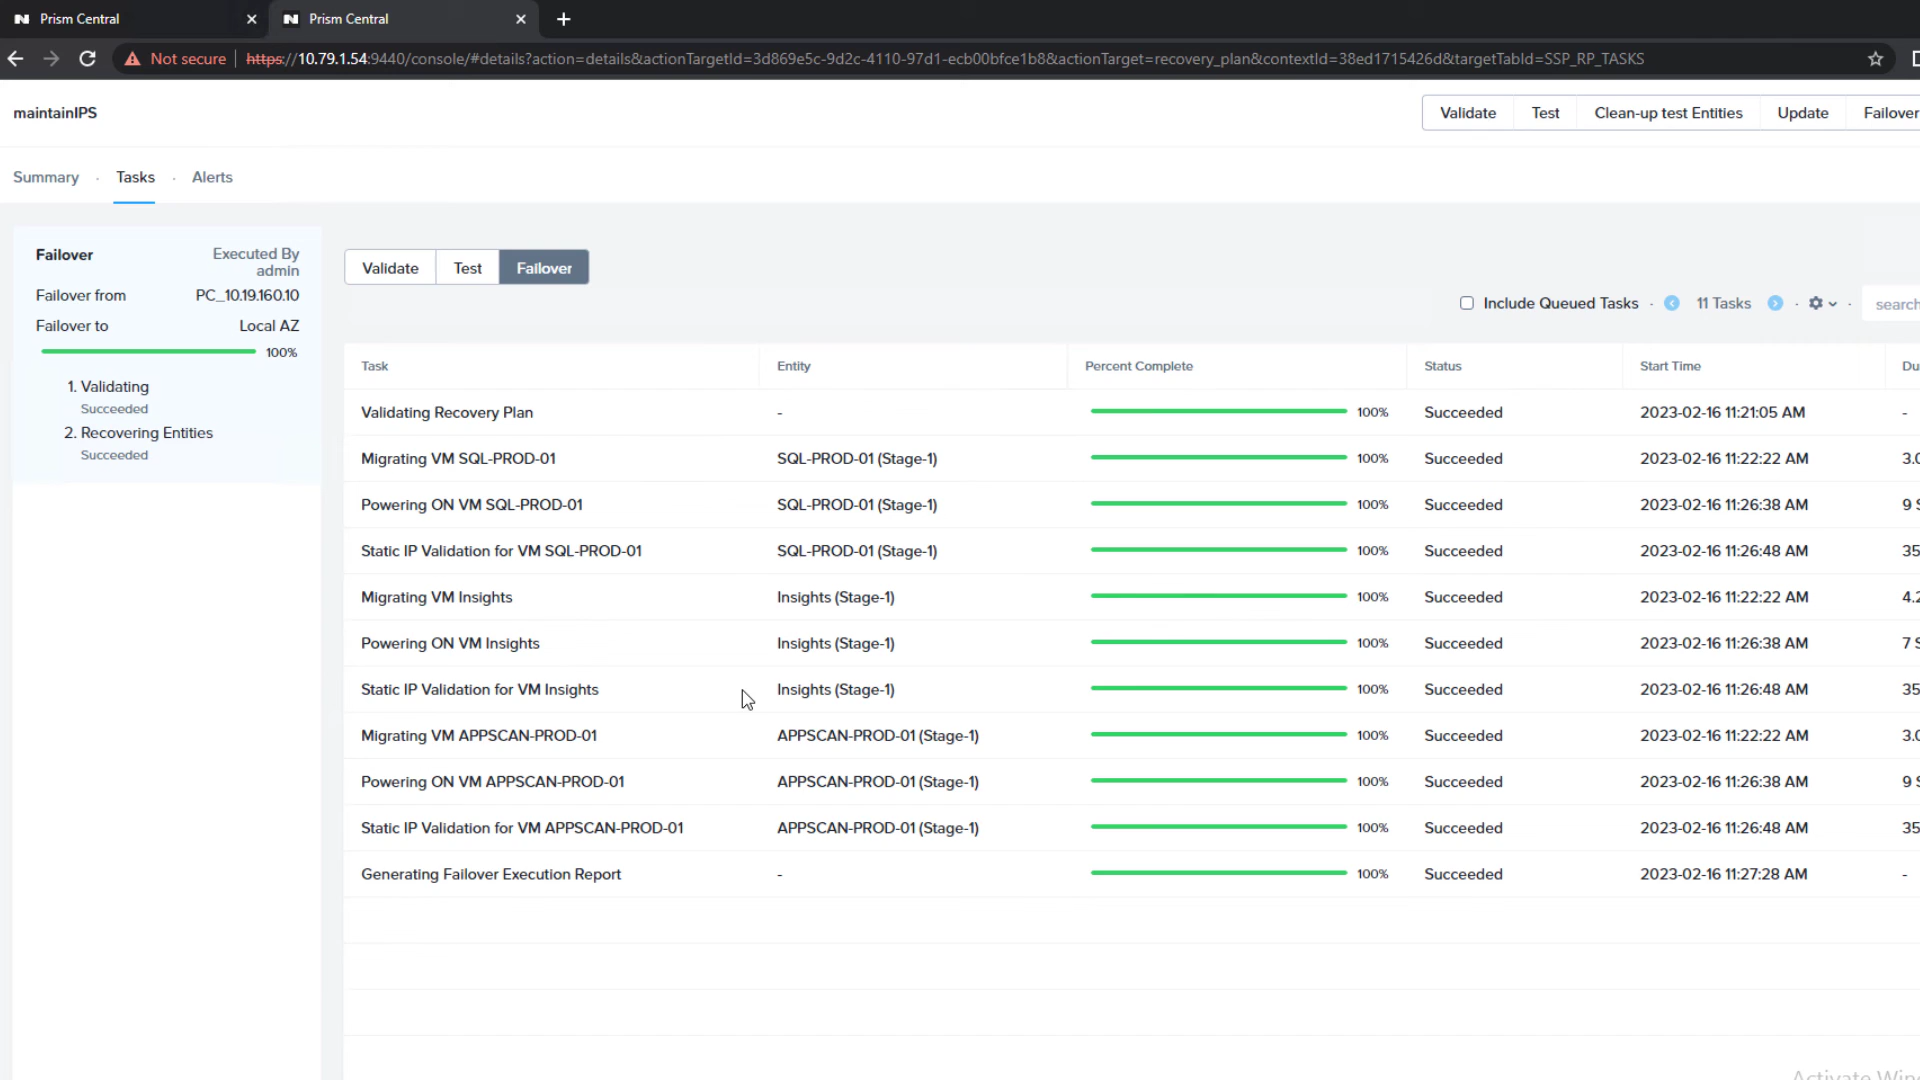 Prism Central
Prism Central
Not secure https://10.79.1.54:9440/console/#details?action=details&actionTargetId=3d869e5c-9d2c-4110-97d1-ecb00bfce1b8&actionTarget=recovery_plan&contextId=38ed1715426d&targetTabId=SSP_RP_TASKS
maintainIPS
Validate Test Clean-up test Entities Update Failover
Summary · Tasks · Alerts
Failover Executed By admin
Failover from PC_10.19.160.10
Failover to Local AZ
100%
1. Validating
Succeeded
2. Recovering Entities
Succeeded
Validate Test Failover
Include Queued Tasks · 11 Tasks · · search
Task Entity Percent Complete Status Start Time Du
Validating Recovery Plan - 100% Succeeded 2023-02-16 11:21:05 AM -
Migrating VM SQL-PROD-01 SQL-PROD-01 (Stage-1) 100% Succeeded 2023-02-16 11:22:22 AM 3.0
Powering ON VM SQL-PROD-01 SQL-PROD-01 (Stage-1) 100% Succeeded 2023-02-16 11:26:38 AM 9 S
Static IP Validation for VM SQL-PROD-01 SQL-PROD-01 (Stage-1) 100% Succeeded 2023-02-16 11:26:48 AM 35
Migrating VM Insights Insights (Stage-1) 100% Succeeded 2023-02-16 11:22:22 AM 4.2
Powering ON VM Insights Insights (Stage-1) 100% Succeeded 2023-02-16 11:26:38 AM 7 S
Static IP Validation for VM Insights Insights (Stage-1) 100% Succeeded 2023-02-16 11:26:48 AM 35
Migrating VM APPSCAN-PROD-01 APPSCAN-PROD-01 (Stage-1) 100% Succeeded 2023-02-16 11:22:22 AM 3.0
Powering ON VM APPSCAN-PROD-01 APPSCAN-PROD-01 (Stage-1) 100% Succeeded 2023-02-16 11:26:38 AM 9 S
Static IP Validation for VM APPSCAN-PROD-01 APPSCAN-PROD-01 (Stage-1) 100% Succeeded 2023-02-16 11:26:48 AM 35
Generating Failover Execution Report - 100% Succeeded 2023-02-16 11:27:28 AM -
Activate Win